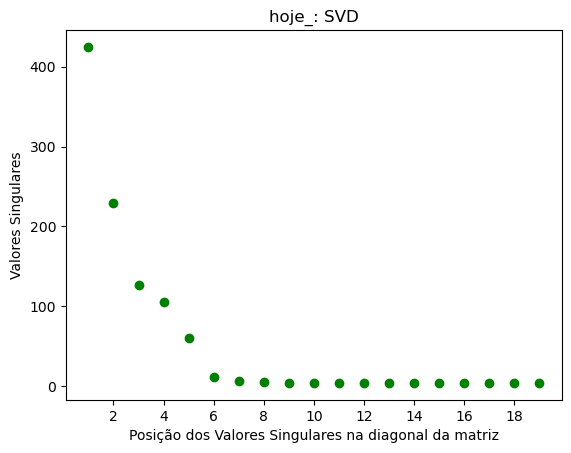 hoje_: SVD
400
300
200
100
0
Valores Singulares
2 4 6 8 10 12 14 16 18
Posição dos Valores Singulares na diagonal da matriz